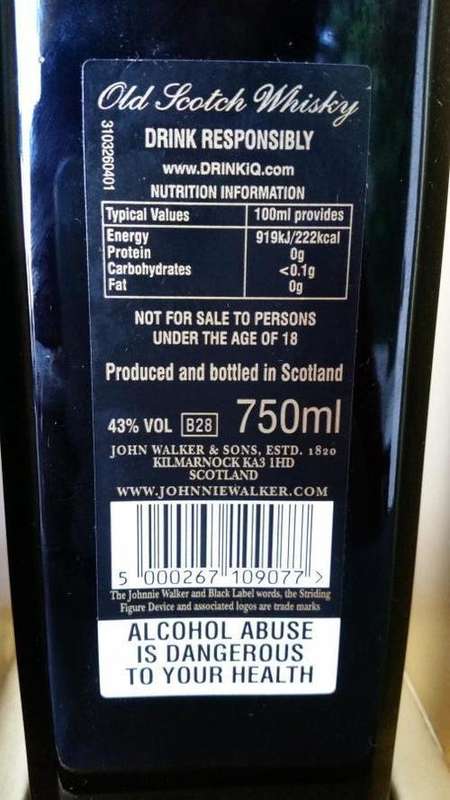 Old Scotch Whisky
3103260401
DRINK RESPONSIBLY
www.DRINKiQ.com
NUTRITION INFORMATION
Typical Values 100ml provides
Energy 919kJ/222kcal
Protein 0g
Carbohydrates <0.1g
Fat 0g
NOT FOR SALE TO PERSONS
UNDER THE AGE OF 18
Produced and bottled in Scotland
43% VOL B28 750ml
JOHN WALKER & SONS, ESTD. 1820
KILMARNOCK KA3 1HD
SCOTLAND
WWW.JOHNNIEWALKER.COM
5 000267 109077 >
The Johnnie Walker and Black Label words, the Striding
Figure Device and associated logos are trade marks
ALCOHOL ABUSE
IS DANGEROUS
TO YOUR HEALTH